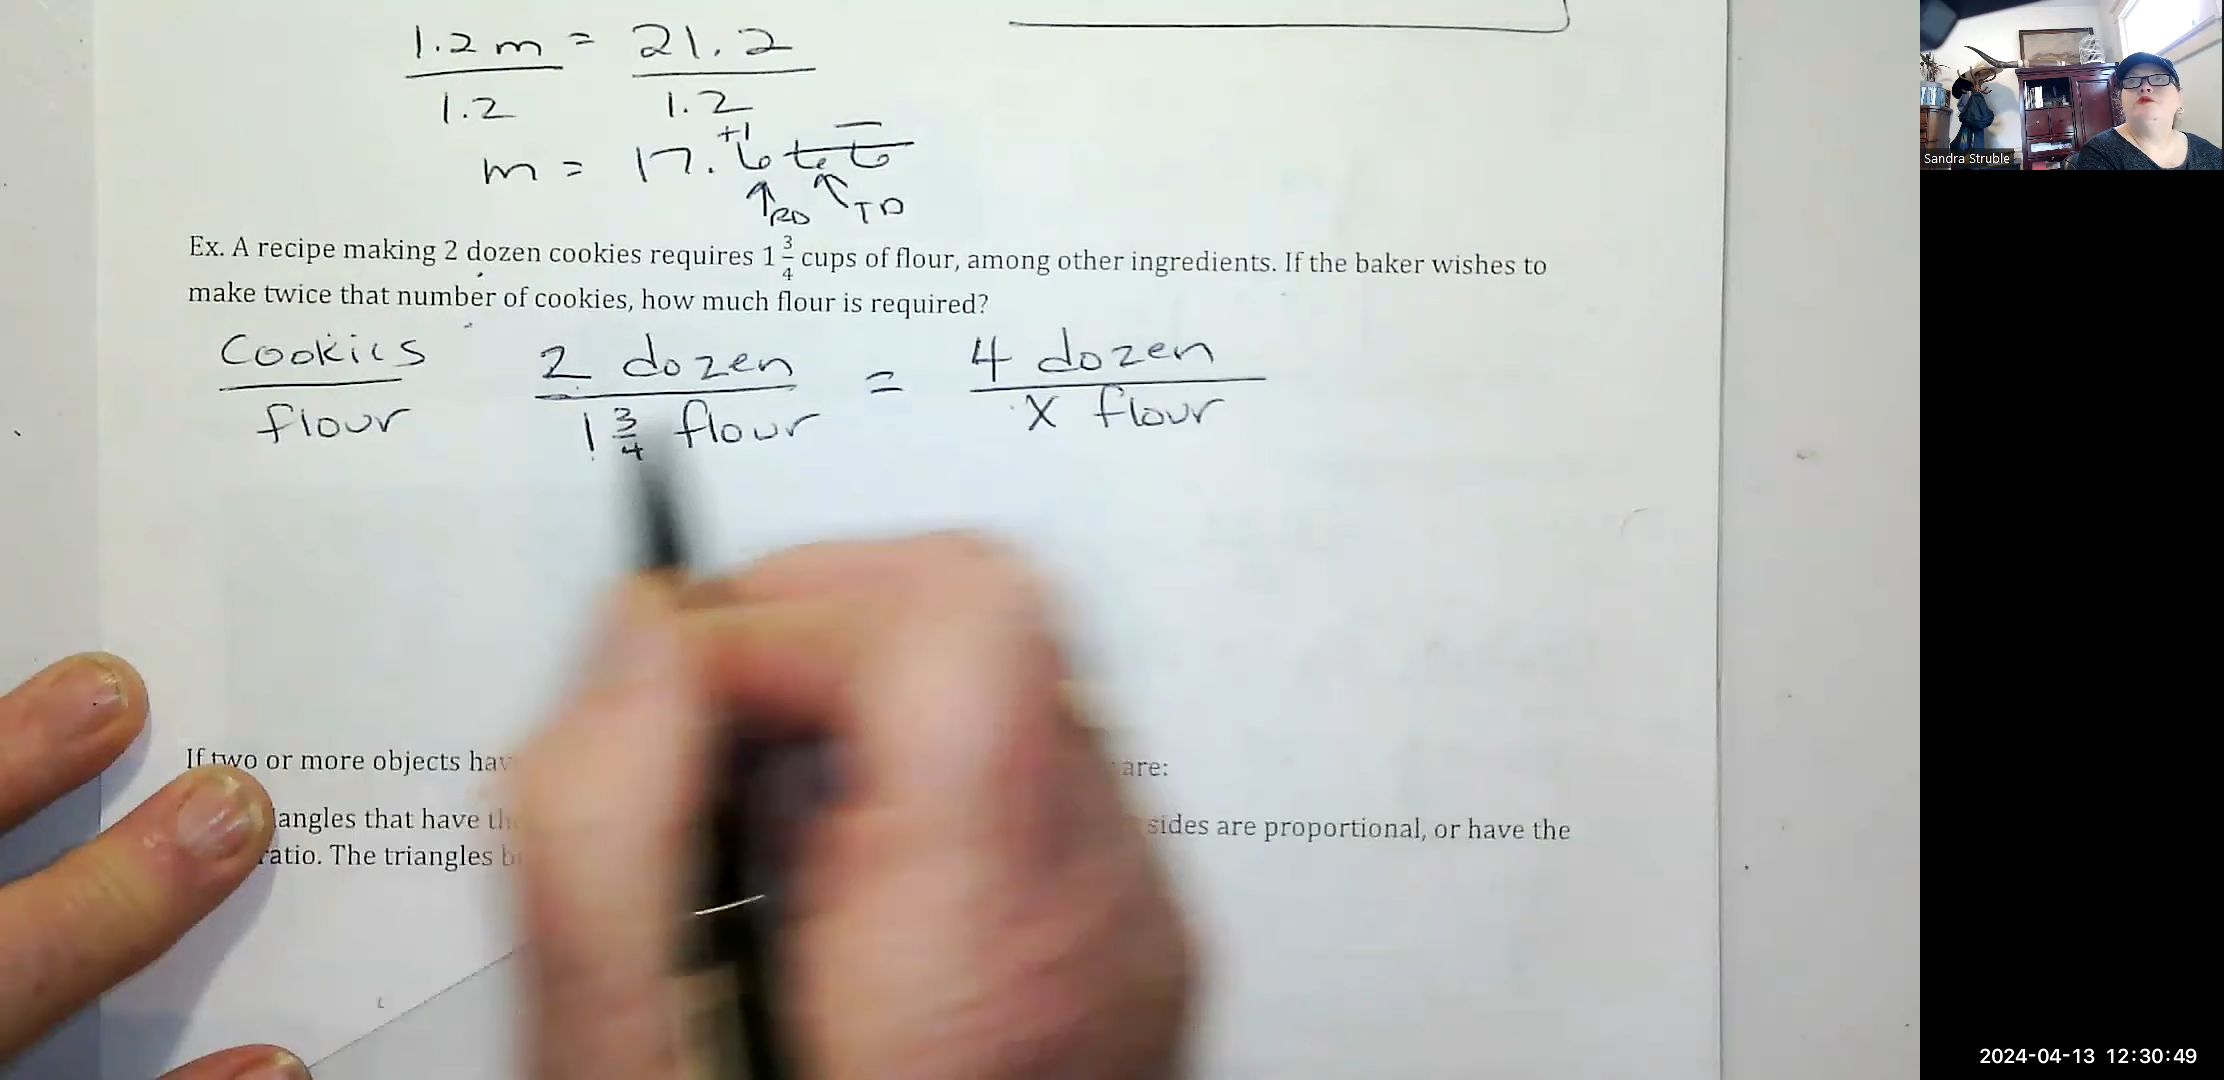 1.2 m = 21.2
1.2 1.2
+1
m = 17.666
RD TD
Ex. A recipe making 2 dozen cookies requires 1 3/4 cups of flour, among other ingredients. If the baker wishes to
make twice that number of cookies, how much flour is required?
Cookies 2 dozen = 4 dozen
flour 1 3/4 flour x flour
If two or more objects hav are:
angles that have th sides are proportional, or have the
ratio. The triangles b
Sandra Struble
2024-04-13 12:30:49